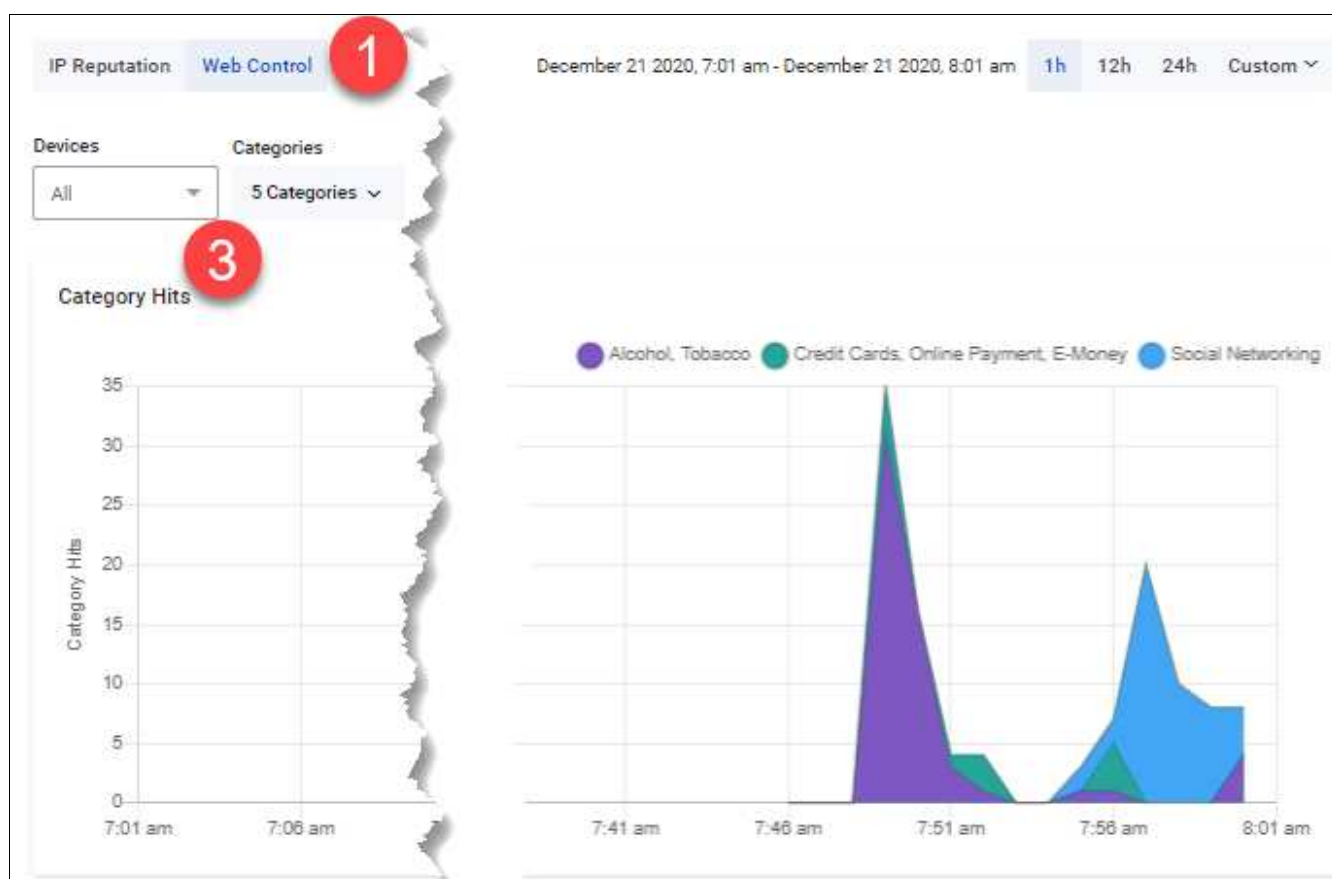 IP Reputation Web Control 1 December 21 2020, 7:01 am - December 21 2020, 8:01 am 1h 12h 24h Custom
Devices Categories
All 5 Categories
3
Category Hits
Alcohol, Tobacco Credit Cards, Online Payment, E-Money Social Networking
35
30
25
20
15
10
5
0
Category Hits
7:01 am 7:06 am 7:41 am 7:46 am 7:51 am 7:56 am 8:01 am